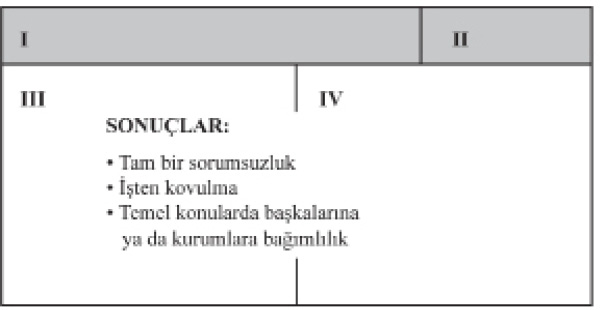 I II
III IV
SONUÇLAR:
• Tam bir sorumsuzluk
• İşten kovulma
• Temel konularda başkalarına
ya da kurumlara bağımlılık